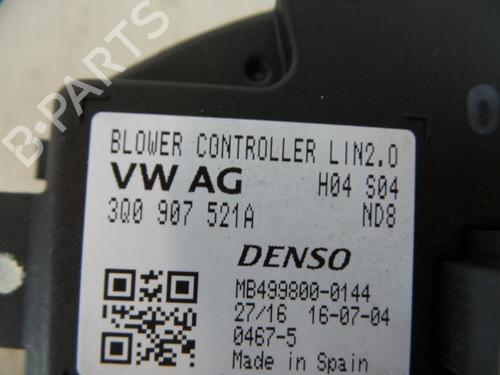 BLOWER CONTROLLER LIN2.0
VW AG H04 S04
3Q0 907 521A ND8
DENSO
MB499800-0144
27/16 16-07-04
0467-5
Made in Spain
B-PARTS